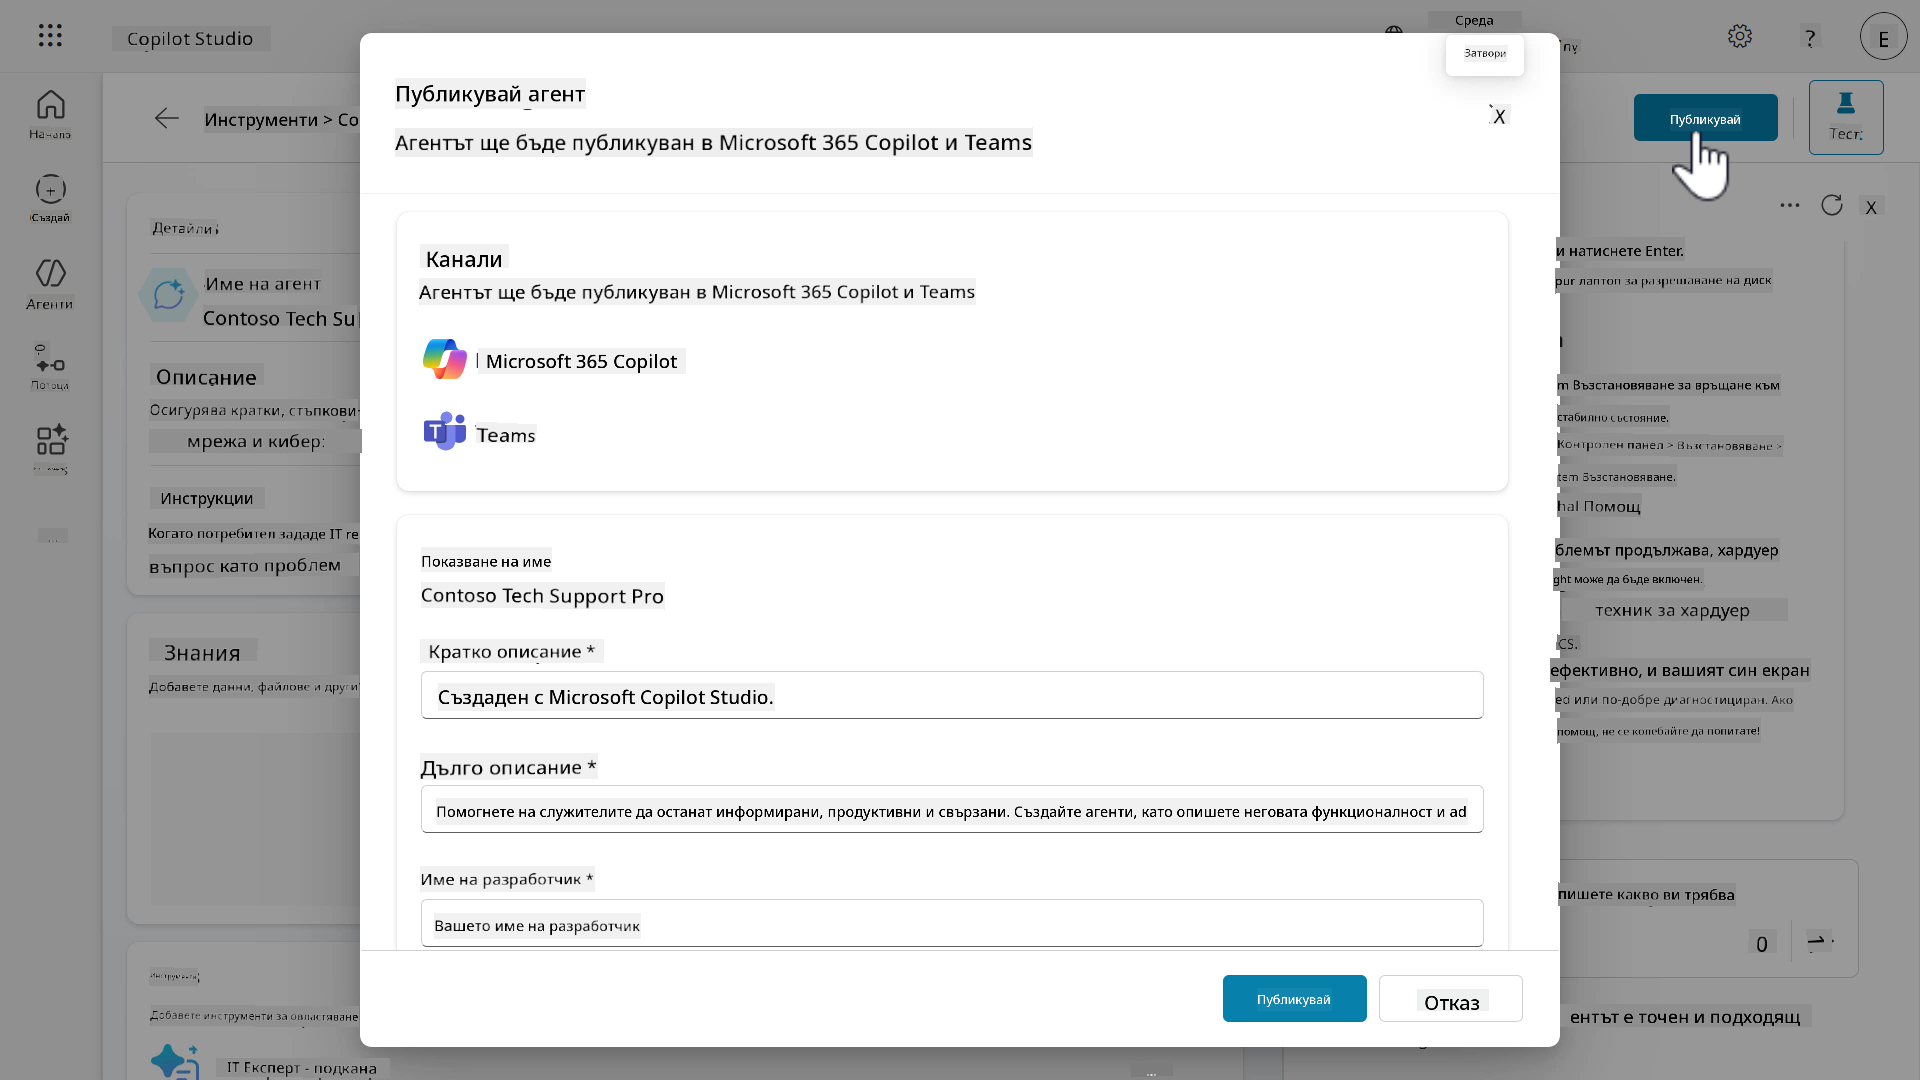 Copilot Studio
Среда
Затвори
?
E
Начало
Създай
Агенти
Потоци
Инструменти > Co
Публикувай
Тест
Детайли
Име на агент
Contoso Tech Su
Описание
Осигурява кратки, стъпкови
мрежа и кибер:
Инструкции
Когато потребител зададе IT re
въпрос като проблем
Знания
Добавете данни, файлове и други
Инструменти
Добавете инструменти за овластяване
IT Експерт - подкана
Публикувай агент
X
Агентът ще бъде публикуван в Microsoft 365 Copilot и Teams
Канали
Агентът ще бъде публикуван в Microsoft 365 Copilot и Teams
Microsoft 365 Copilot
Teams
Показване на име
Contoso Tech Support Pro
Кратко описание *
Създаден с Microsoft Copilot Studio.
Дълго описание *
Помогнете на служителите да останат информирани, продуктивни и свързани. Създайте агенти, като опишете неговата функционалност и ad
Име на разработчик *
Вашето име на разработчик
Публикувай
Отказ
X
и натиснете Enter.
pur лаптоп за разрешаване на диск
m Възстановяване за връщане към
стабилно състояние.
Контролен панел > Възстановяване >
tem Възстановяване.
hal Помощ
блемът продължава, хардуер
ght може да бъде включен.
техник за хардуер
CS.
ефективно, и вашият син екран
ed или по-добре диагностициран. Ако
помощ, не се колебайте да попитате!
пишете какво ви трябва
0
ентът е точен и подходящ